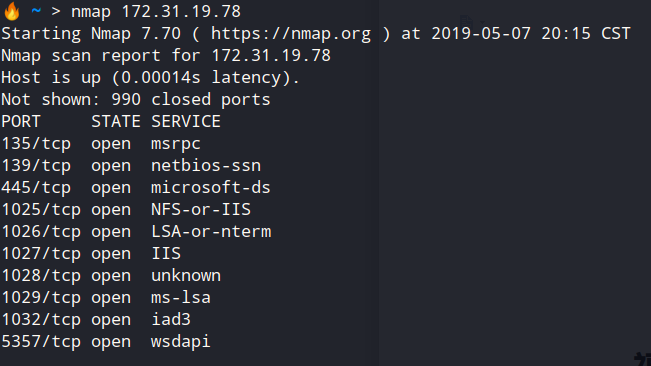 🔥 ~ > nmap 172.31.19.78
Starting Nmap 7.70 ( https://nmap.org ) at 2019-05-07 20:15 CST
Nmap scan report for 172.31.19.78
Host is up (0.00014s latency).
Not shown: 990 closed ports
PORT     STATE SERVICE
135/tcp  open  msrpc
139/tcp  open  netbios-ssn
445/tcp  open  microsoft-ds
1025/tcp open  NFS-or-IIS
1026/tcp open  LSA-or-nterm
1027/tcp open  IIS
1028/tcp open  unknown
1029/tcp open  ms-lsa
1032/tcp open  iad3
5357/tcp open  wsdapi